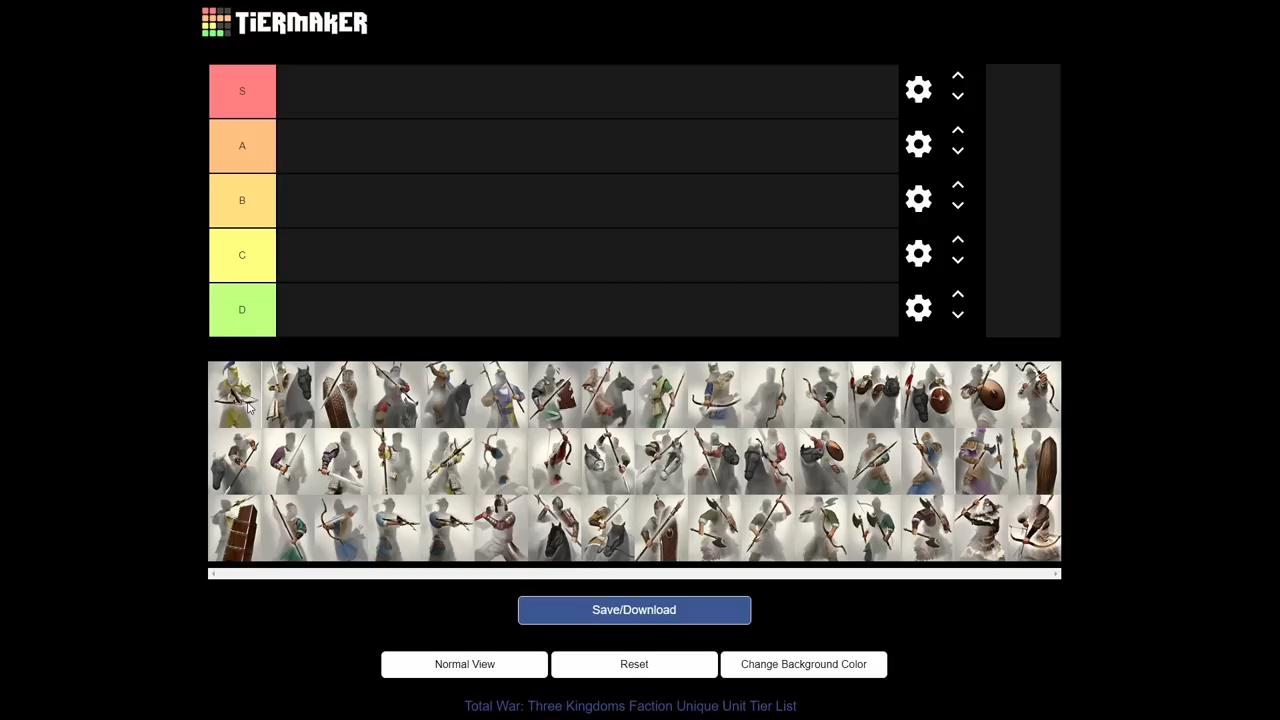 TiERMAKER
S
A
B
C
D
Save/Download
Normal View
Reset
Change Background Color
Total War: Three Kingdoms Faction Unique Unit Tier List